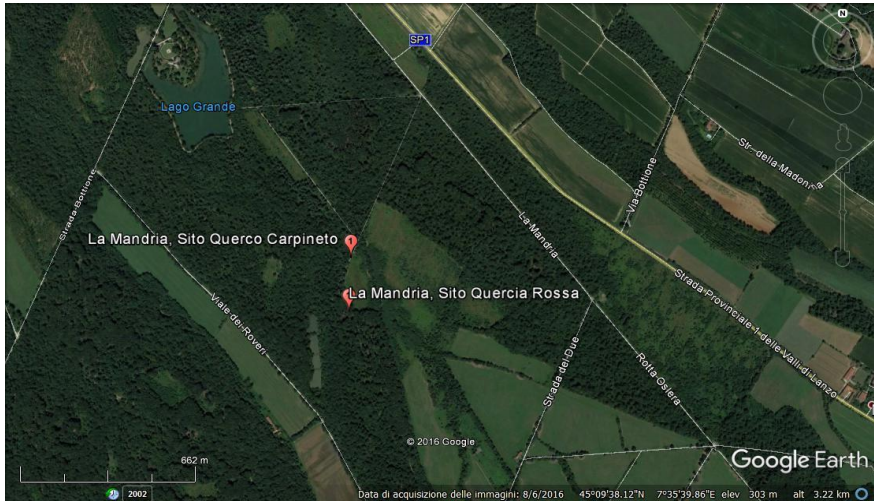 N
SP1
Lago Grande
Str. della Madonna
Via Bottione
Strada Bottione
La Mandria
La Mandria, Sito Querco Carpineto
1
La Mandria, Sito Quercia Rossa
Viale dei Roveri
Strada Provinciale 1 delle Valli di Lanzo
Strada del Due
Rotta Osiera
© 2016 Google
Google Earth
662 m
2002
Data di acquisizione delle immagini: 8/6/2016 45°09'38.12"N 7°35'39.86"E elev 303 m alt 3.22 km